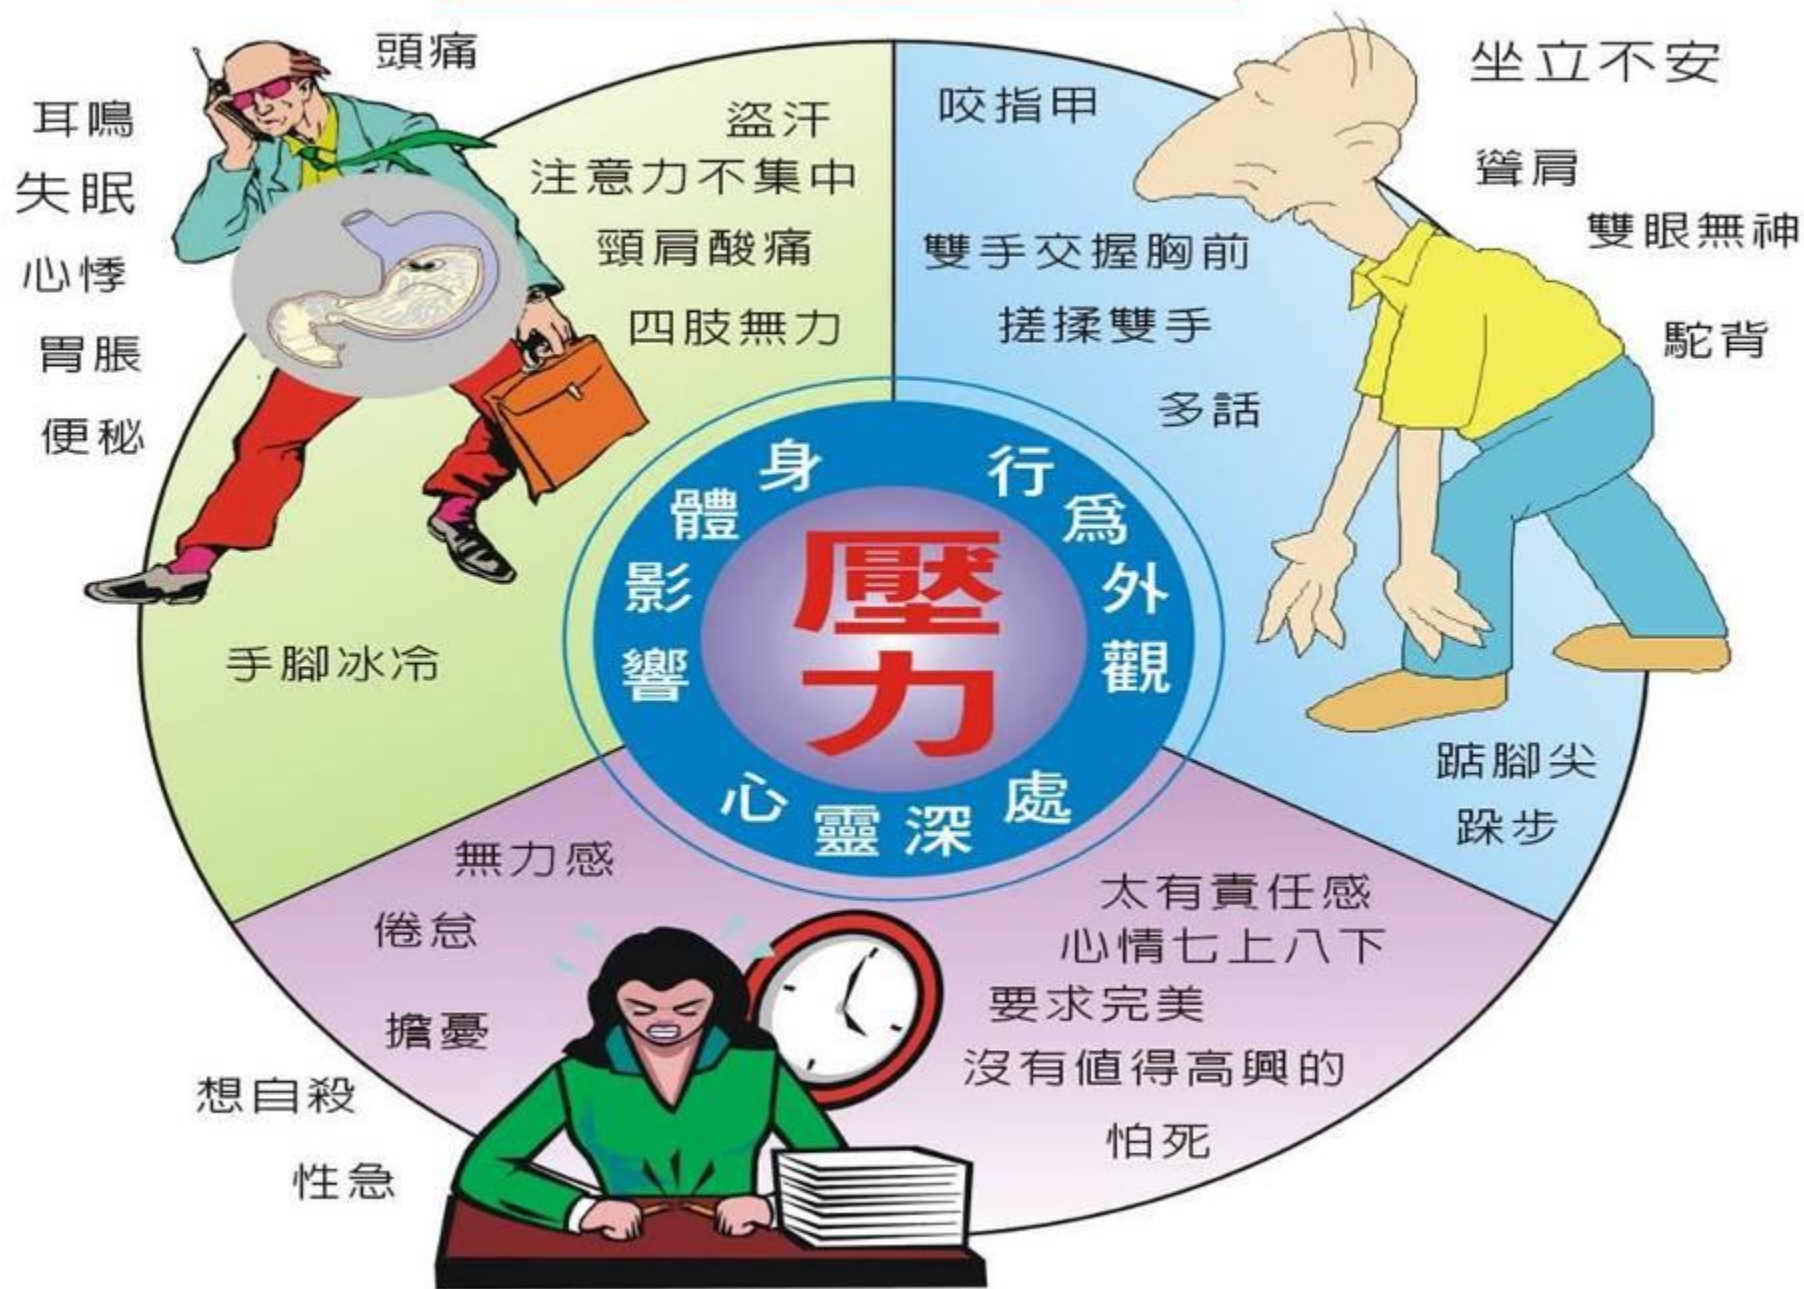 頭痛
耳鳴
失眠
心悸
胃脹
便秘
盜汗
注意力不集中
頸肩酸痛
四肢無力
手腳冰冷
咬指甲
雙手交握胸前
搓揉雙手
多話
坐立不安
聳肩
雙眼無神
駝背
踮腳尖
跺步
身體影響
行為外觀
心靈深處
壓力
無力感
倦怠
擔憂
想自殺
性急
太有責任感
心情七上八下
要求完美
沒有值得高興的
怕死